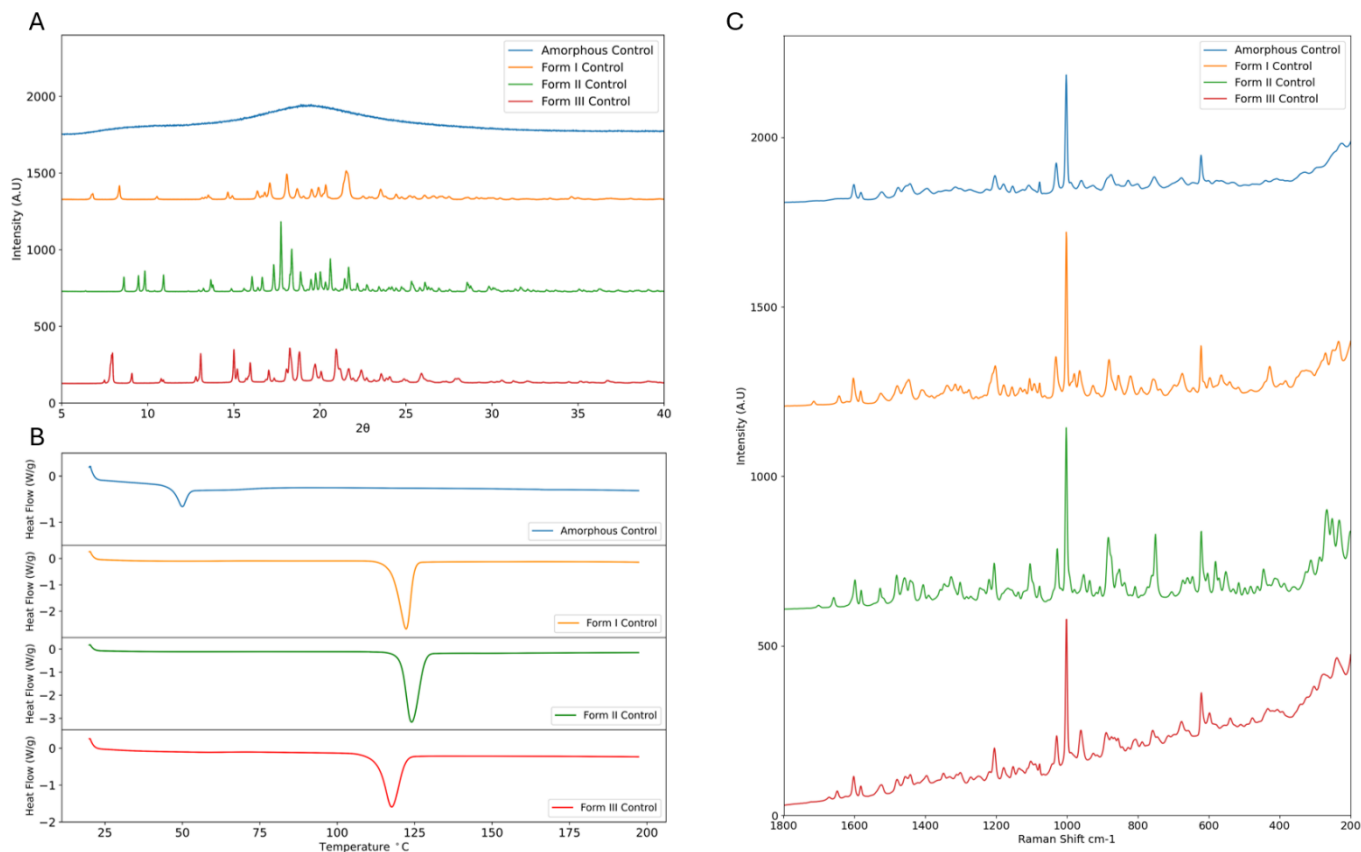 A
Amorphous Control
Form I Control
Form II Control
Form III Control
2000
1500
1000
500
0
Intensity (A.U)
5 10 15 20 25 30 35 40
2θ
B
0
−1
Heat Flow (W/g)
Amorphous Control
0
−1
−2
Heat Flow (W/g)
Form I Control
0
−1
−2
−3
Heat Flow (W/g)
Form II Control
0
−1
−2
Heat Flow (W/g)
Form III Control
25 50 75 100 125 150 175 200
Temperature °C
C
Amorphous Control
Form I Control
Form II Control
Form III Control
2000
1500
1000
500
0
Intensity (A.U)
1800 1600 1400 1200 1000 800 600 400 200
Raman Shift cm-1